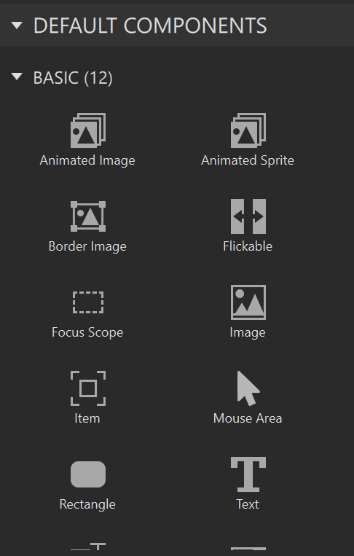 DEFAULT COMPONENTS
BASIC (12)
Animated Image
Animated Sprite
Border Image
Flickable
Focus Scope
Image
Item
Mouse Area
Rectangle
Text